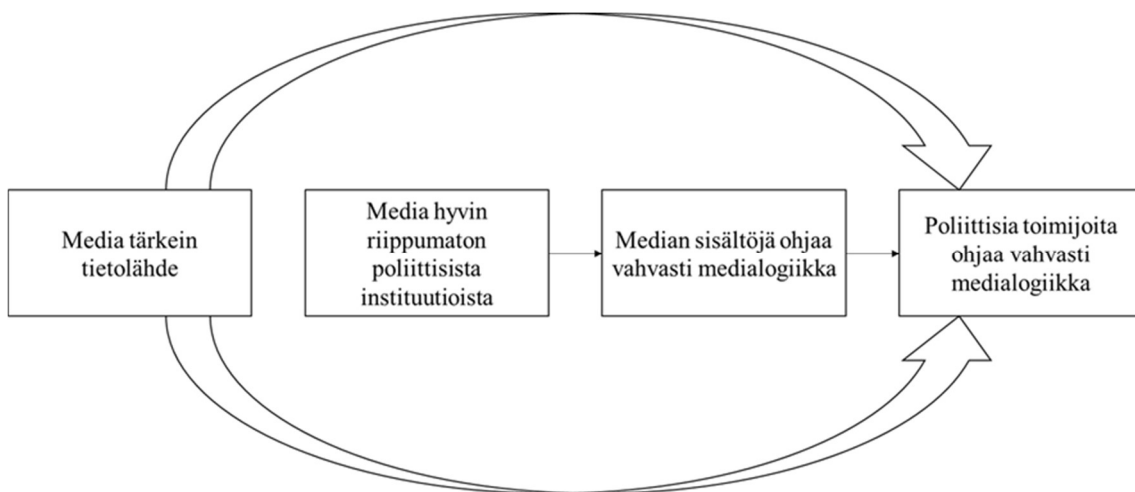 Media tärkein
tietolähde
Media hyvin
riippumaton
poliittisista
instituutioista
Median sisältöjä ohjaa
vahvasti medialogiikka
Poliittisia toimijoita
ohjaa vahvasti
medialogiikka